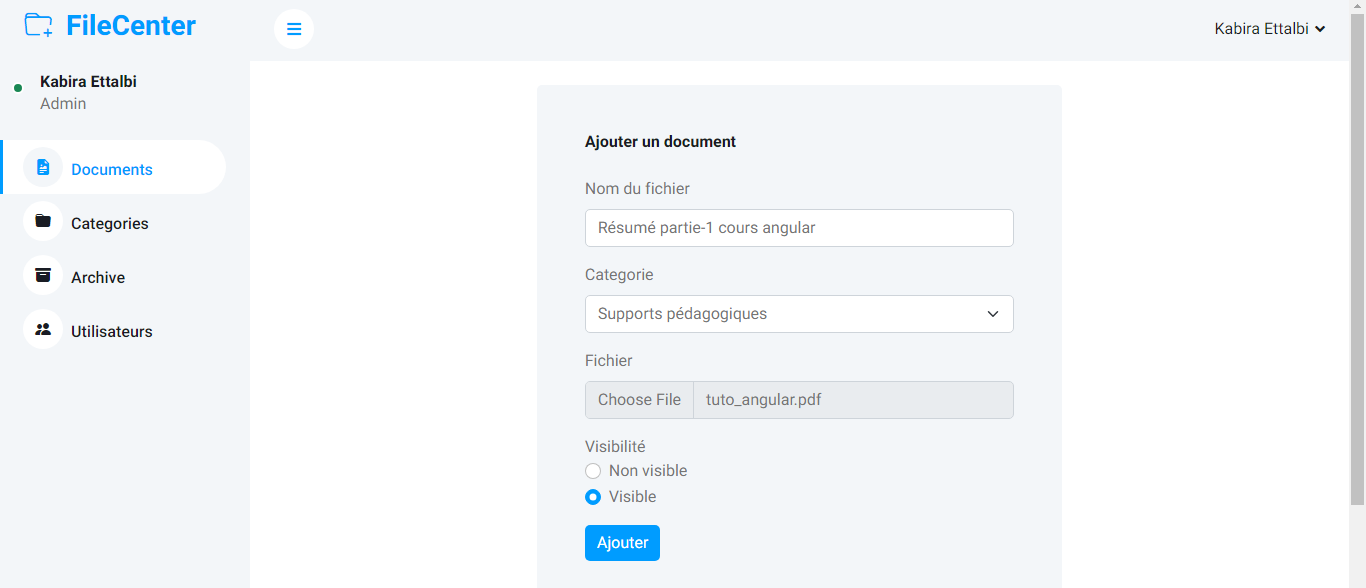 FileCenter
Kabira Ettalbi
Kabira Ettalbi
Admin
Documents
Categories
Archive
Utilisateurs
Ajouter un document
Nom du fichier
Résumé partie-1 cours angular
Categorie
Supports pédagogiques
Fichier
Choose File tuto_angular.pdf
Visibilité
Non visible
Visible
Ajouter